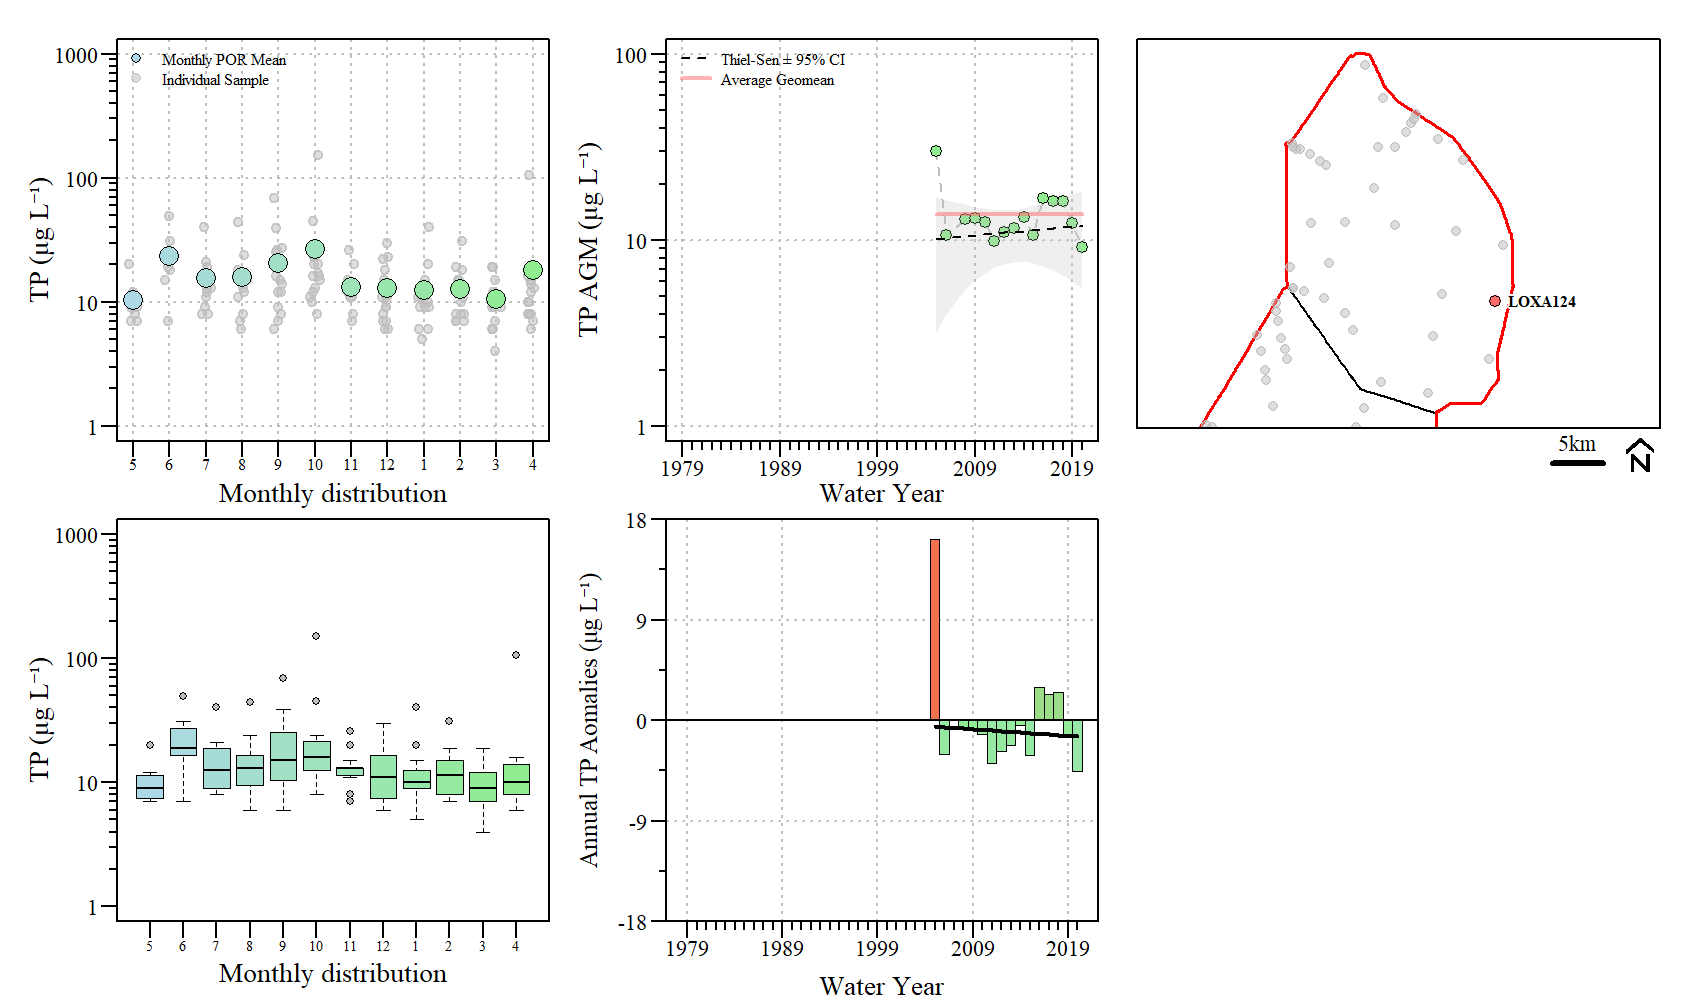 1000
100
10
1
TP (µg L⁻¹)
Monthly POR Mean
Individual Sample
5 6 7 8 9 10 11 12 1 2 3 4
Monthly distribution
100
10
1
TP AGM (µg L⁻¹)
Thiel-Sen ± 95% CI
Average Geomean
1979 1989 1999 2009 2019
Water Year
LOXA124
5km
N
1000
100
10
1
TP (µg L⁻¹)
5 6 7 8 9 10 11 12 1 2 3 4
Monthly distribution
18
9
0
-9
-18
Annual TP Aomalies (µg L⁻¹)
1979 1989 1999 2009 2019
Water Year